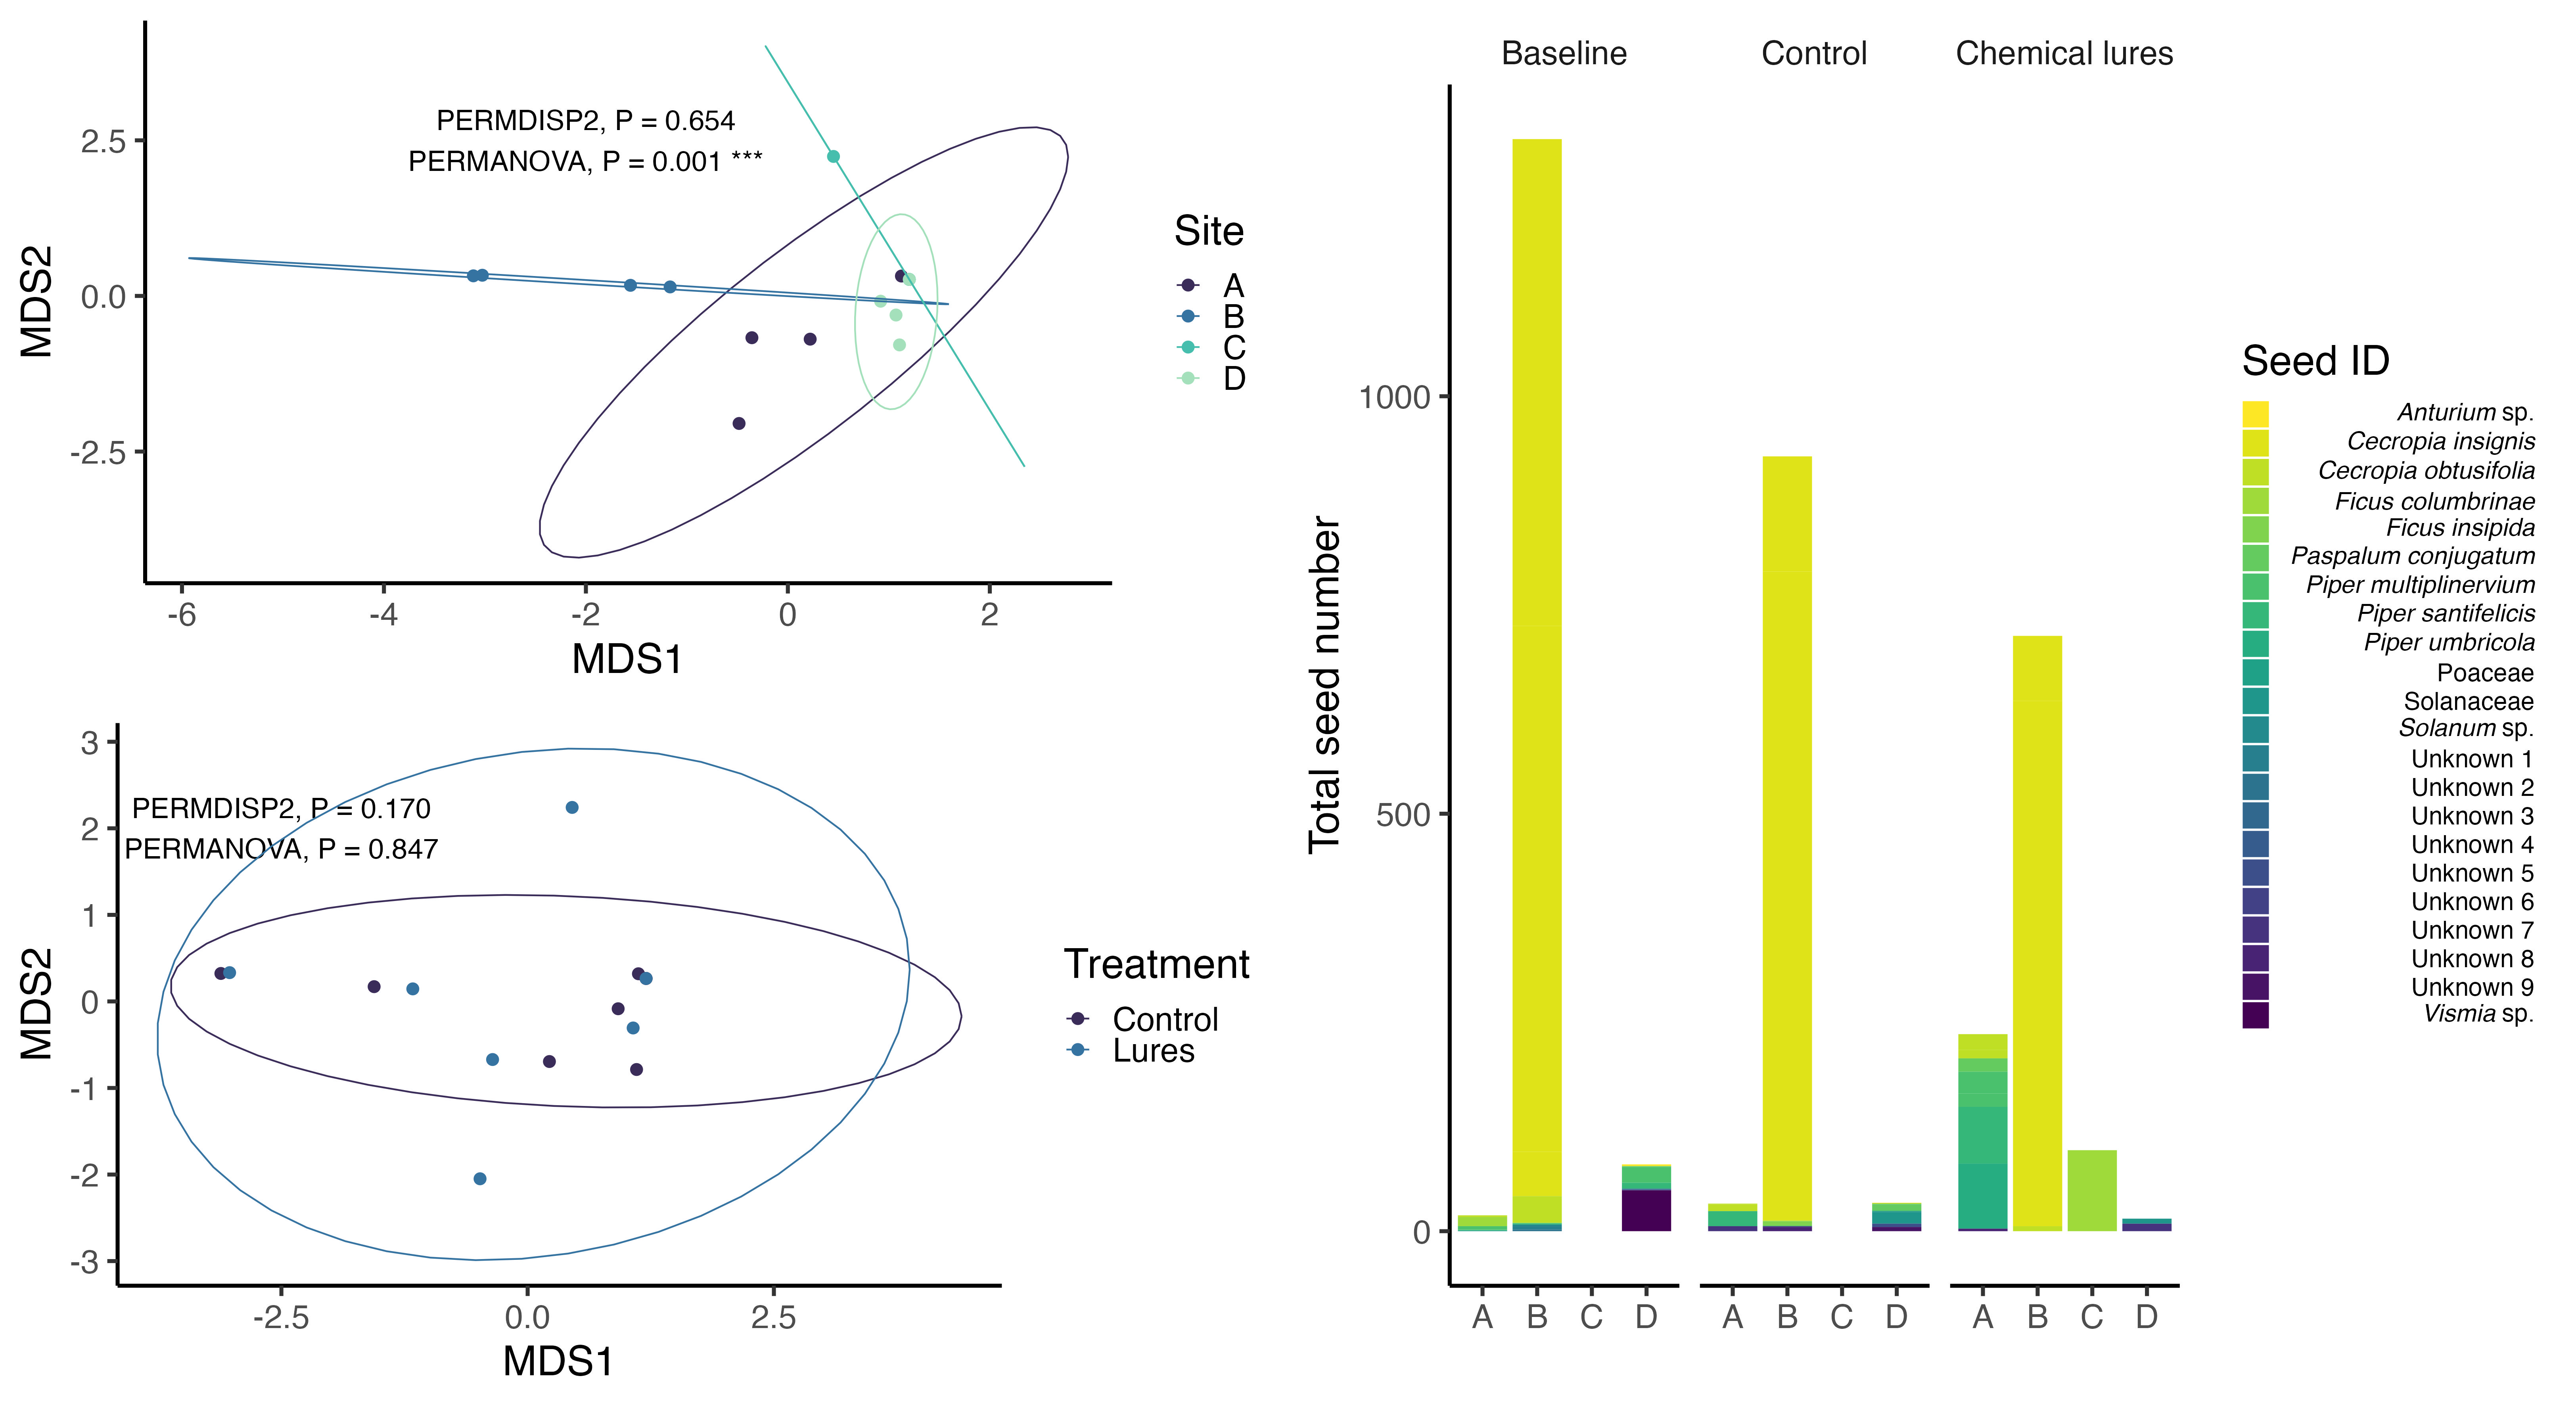 PERMDISP2, P = 0.654
PERMANOVA, P = 0.001 ***
2.5
0.0
-2.5
MDS2
-6
-4
-2
0
2
MDS1
Site
A
B
C
D
PERMDISP2, P = 0.170
PERMANOVA, P = 0.847
3
2
1
0
-1
-2
-3
MDS2
-2.5
0.0
2.5
MDS1
Treatment
Control
Lures
Baseline
Control
Chemical lures
Total seed number
1000
500
0
A B C D
A B C D
A B C D
Seed ID
Anturium sp.
Cecropia insignis
Cecropia obtusifolia
Ficus columbrinae
Ficus insipida
Paspalum conjugatum
Piper multiplinervium
Piper santifelicis
Piper umbricola
Poaceae
Solanaceae
Solanum sp.
Unknown 1
Unknown 2
Unknown 3
Unknown 4
Unknown 5
Unknown 6
Unknown 7
Unknown 8
Unknown 9
Vismia sp.